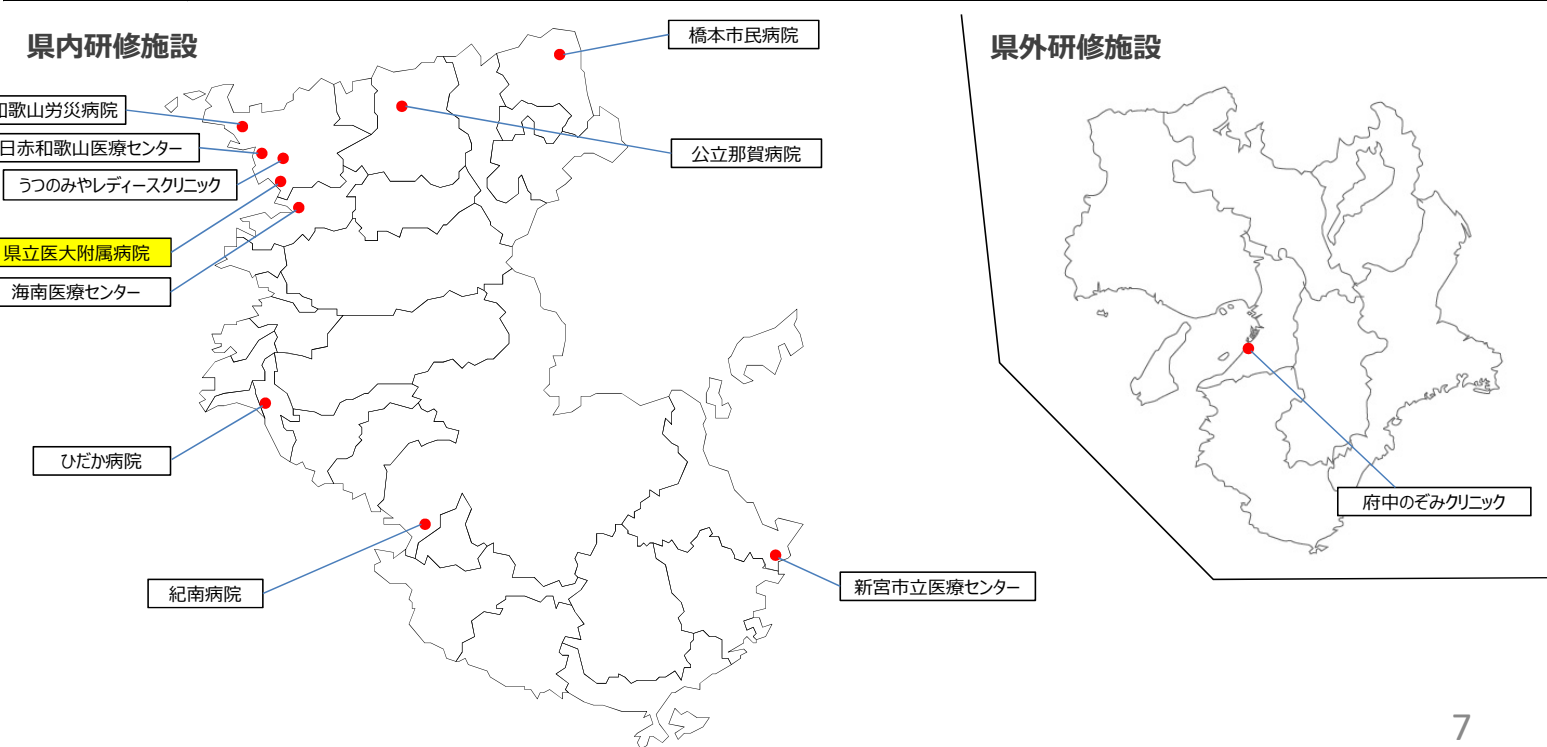 県内研修施設
県外研修施設
橋本市民病院
和歌山労災病院
日赤和歌山医療センター
公立那賀病院
うつのみやレディースクリニック
県立医大附属病院
海南医療センター
ひだか病院
府中のぞみクリニック
紀南病院
新宮市立医療センター
7